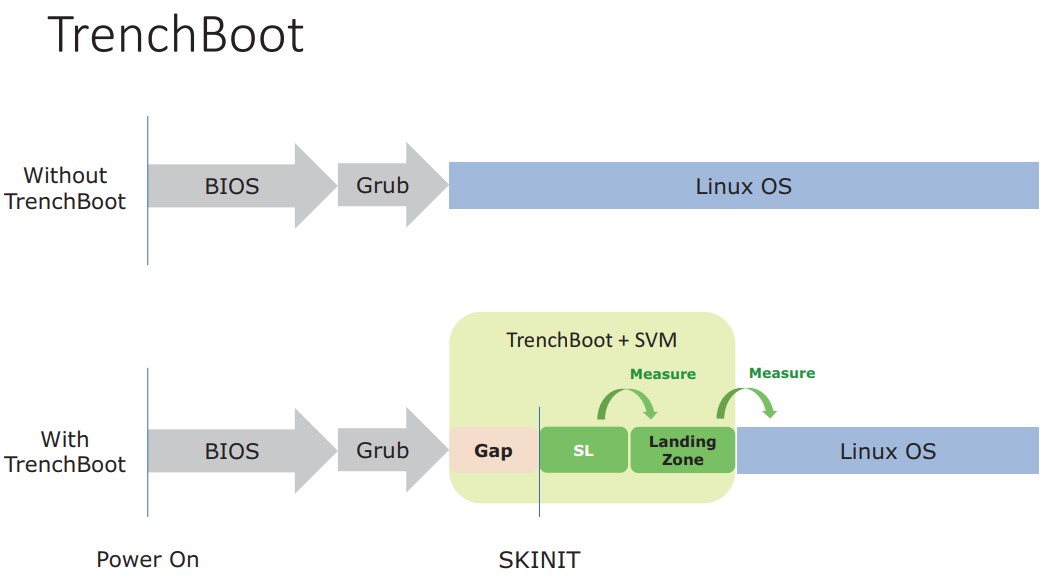 TrenchBoot
Without
TrenchBoot
BIOS
Grub
Linux OS
TrenchBoot + SVM
Measure
Measure
With
TrenchBoot
BIOS
Grub
Gap
SL
Landing
Zone
Linux OS
Power On
SKINIT